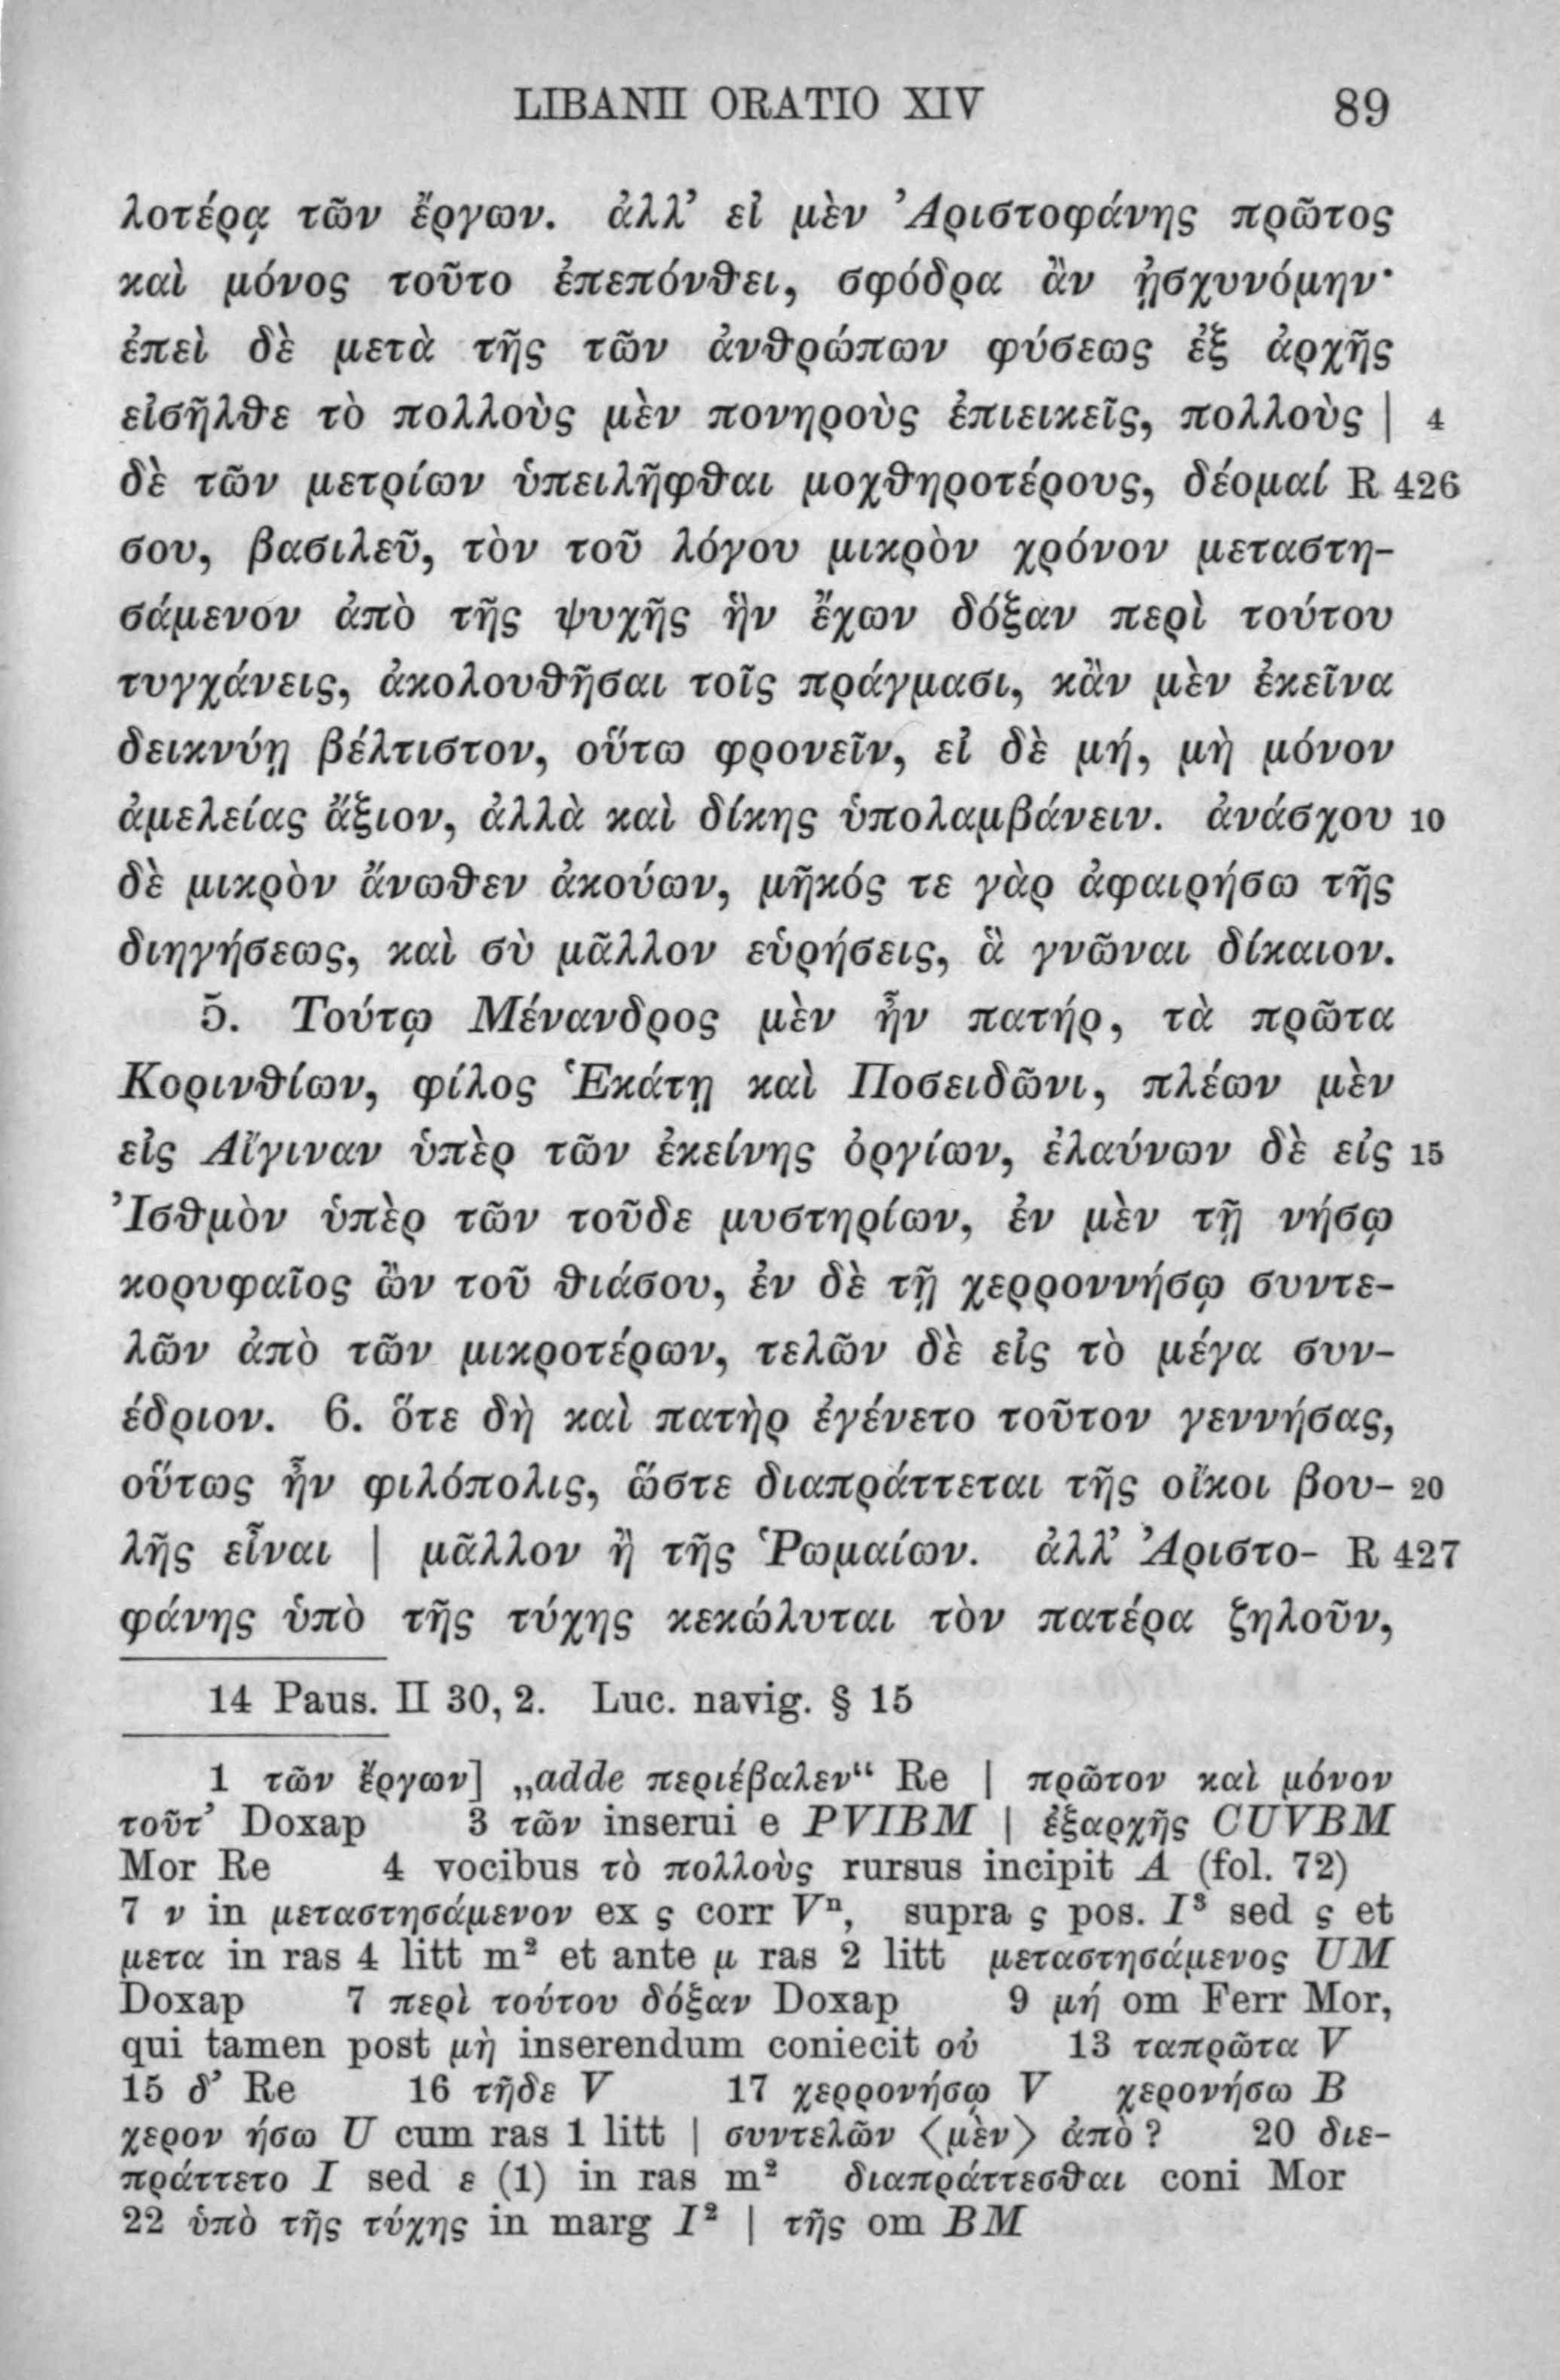 LIBANII ORATIO XIV 89
λοτέρᾳ τῶν ἔργων. ἀλλ’ εἰ μὲν Ἀριστοφάνης πρῶτος
καὶ μόνος τοῦτο ἐπεπόνθει, σφόδρα ἂν ᾐσχυνόμην·
ἐπεὶ δὲ μετὰ τῆς τῶν ἀνθρώπων φύσεως ἐξ ἀρχῆς
εἰσῆλθε τὸ πολλοὺς μὲν πονηροὺς ἐπιεικεῖς, πολλοὺς | 4
δὲ τῶν μετρίων ὑπειλῆφθαι μοχθηροτέρους, δέομαί R 426
σου, βασιλεῦ, τὸν τοῦ λόγου μικρὸν χρόνον μεταστη-
σάμενον ἀπὸ τῆς ψυχῆς ἣν ἔχων δόξαν περὶ τούτου
τυγχάνεις, ἀκολουθῆσαι τοῖς πράγμασι, κἂν μὲν ἐκεῖνα
δεικνύῃ βέλτιστον, οὕτω φρονεῖν, εἰ δὲ μή, μὴ μόνον
ἀμελείας ἄξιον, ἀλλὰ καὶ δίκης ὑπολαμβάνειν. ἀνάσχου 10
δὲ μικρὸν ἄνωθεν ἀκούων, μῆκός τε γὰρ ἀφαιρήσω τῆς
διηγήσεως, καὶ σὺ μᾶλλον εὑρήσεις, ἃ γνῶναι δίκαιον.
5. Τούτῳ Μένανδρος μὲν ἦν πατήρ, τὰ πρῶτα
Κορινθίων, φίλος Ἑκάτῃ καὶ Ποσειδῶνι, πλέων μὲν
εἰς Αἴγιναν ὑπὲρ τῶν ἐκείνης ὀργίων, ἐλαύνων δὲ εἰς 15
Ἰσθμὸν ὑπὲρ τῶν τοῦδε μυστηρίων, ἐν μὲν τῇ νήσῳ
κορυφαῖος ὢν τοῦ θιάσου, ἐν δὲ τῇ χερροννήσῳ συντε-
λῶν ἀπὸ τῶν μικροτέρων, τελῶν δὲ εἰς τὸ μέγα συν-
έδριον. 6. ὅτε δὴ καὶ πατὴρ ἐγένετο τοῦτον γεννήσας,
οὕτως ἦν φιλόπολις, ὥστε διαπράττεται τῆς οἴκοι βου- 20
λῆς εἶναι | μᾶλλον ἢ τῆς Ῥωμαίων. ἀλλ’ Ἀριστο- R 427
φάνης ὑπὸ τῆς τύχης κεκώλυται τὸν πατέρα ζηλοῦν,
14 Paus. II 30, 2. Luc. navig. § 15
1 τῶν ἔργων] „adde περιέβαλεν“ Re | πρῶτον καὶ μόνον
τοῦτ’ Doxap 3 τῶν inserui e PVIBM | ἐξαρχῆς CUVBM
Mor Re 4 vocibus τὸ πολλοὺς rursus incipit A (fol. 72)
7 ν in μεταστησάμενον ex ς corr Vⁿ, supra ς pos. I³ sed ς et
μετα in ras 4 litt m² et ante μ ras 2 litt μεταστησάμενος UM
Doxap 7 περὶ τούτου δόξαν Doxap 9 μή om Ferr Mor,
qui tamen post μὴ inserendum coniecit οὐ 13 ταπρῶτα V
15 δ’ Re 16 τῆδε V 17 χερρονήσῳ V χερονήσω B
χερον ήσω U cum ras 1 litt | συντελῶν ⟨μὲν⟩ ἀπὸ? 20 διε-
πράττετο I sed ε (1) in ras m² διαπράττεσθαι coni Mor
22 ὑπὸ τῆς τύχης in marg I² | τῆς om BM